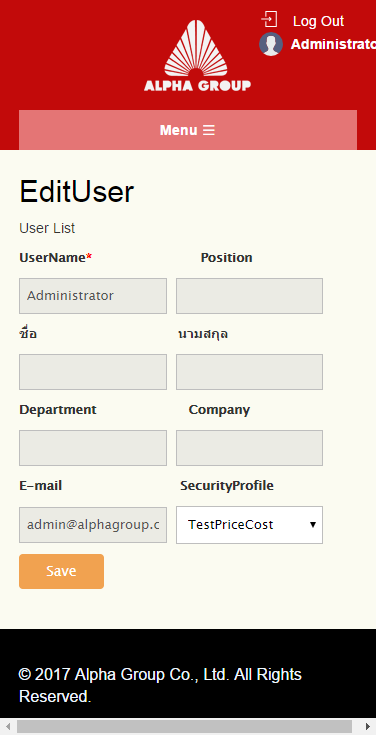 Log Out
Administrato
ALPHA GROUP
Menu ☰
EditUser
User List
UserName* Position
Administrator
ชื่อ นามสกุล
Department Company
E-mail SecurityProfile
admin@alphagroup.c TestPriceCost
Save
© 2017 Alpha Group Co., Ltd. All Rights
Reserved.